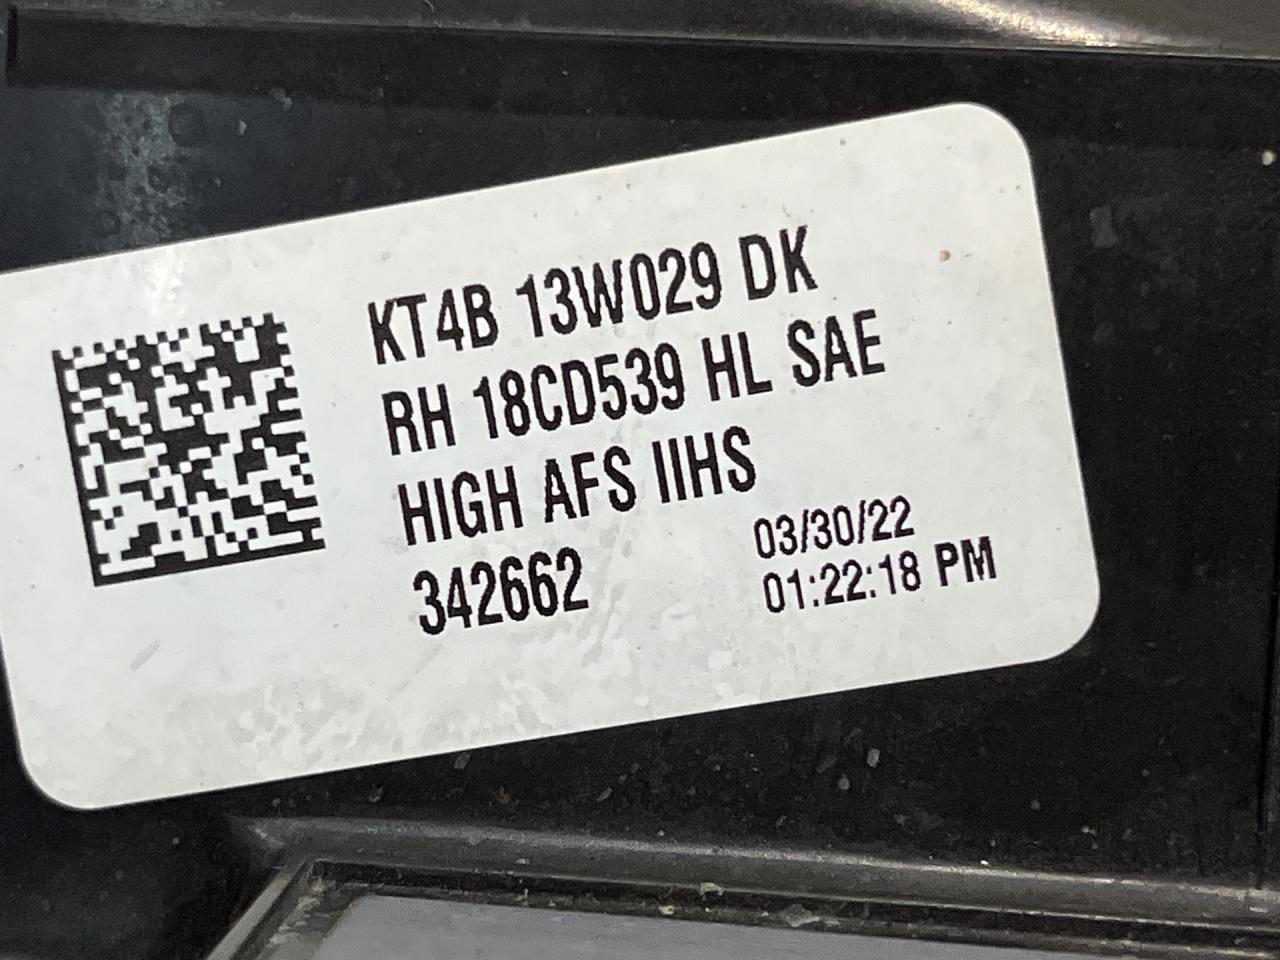 KT4B 13W029 DK
RH 18CD539 HL SAE
HIGH AFS IIHS
342662
03/30/22
01:22:18 PM